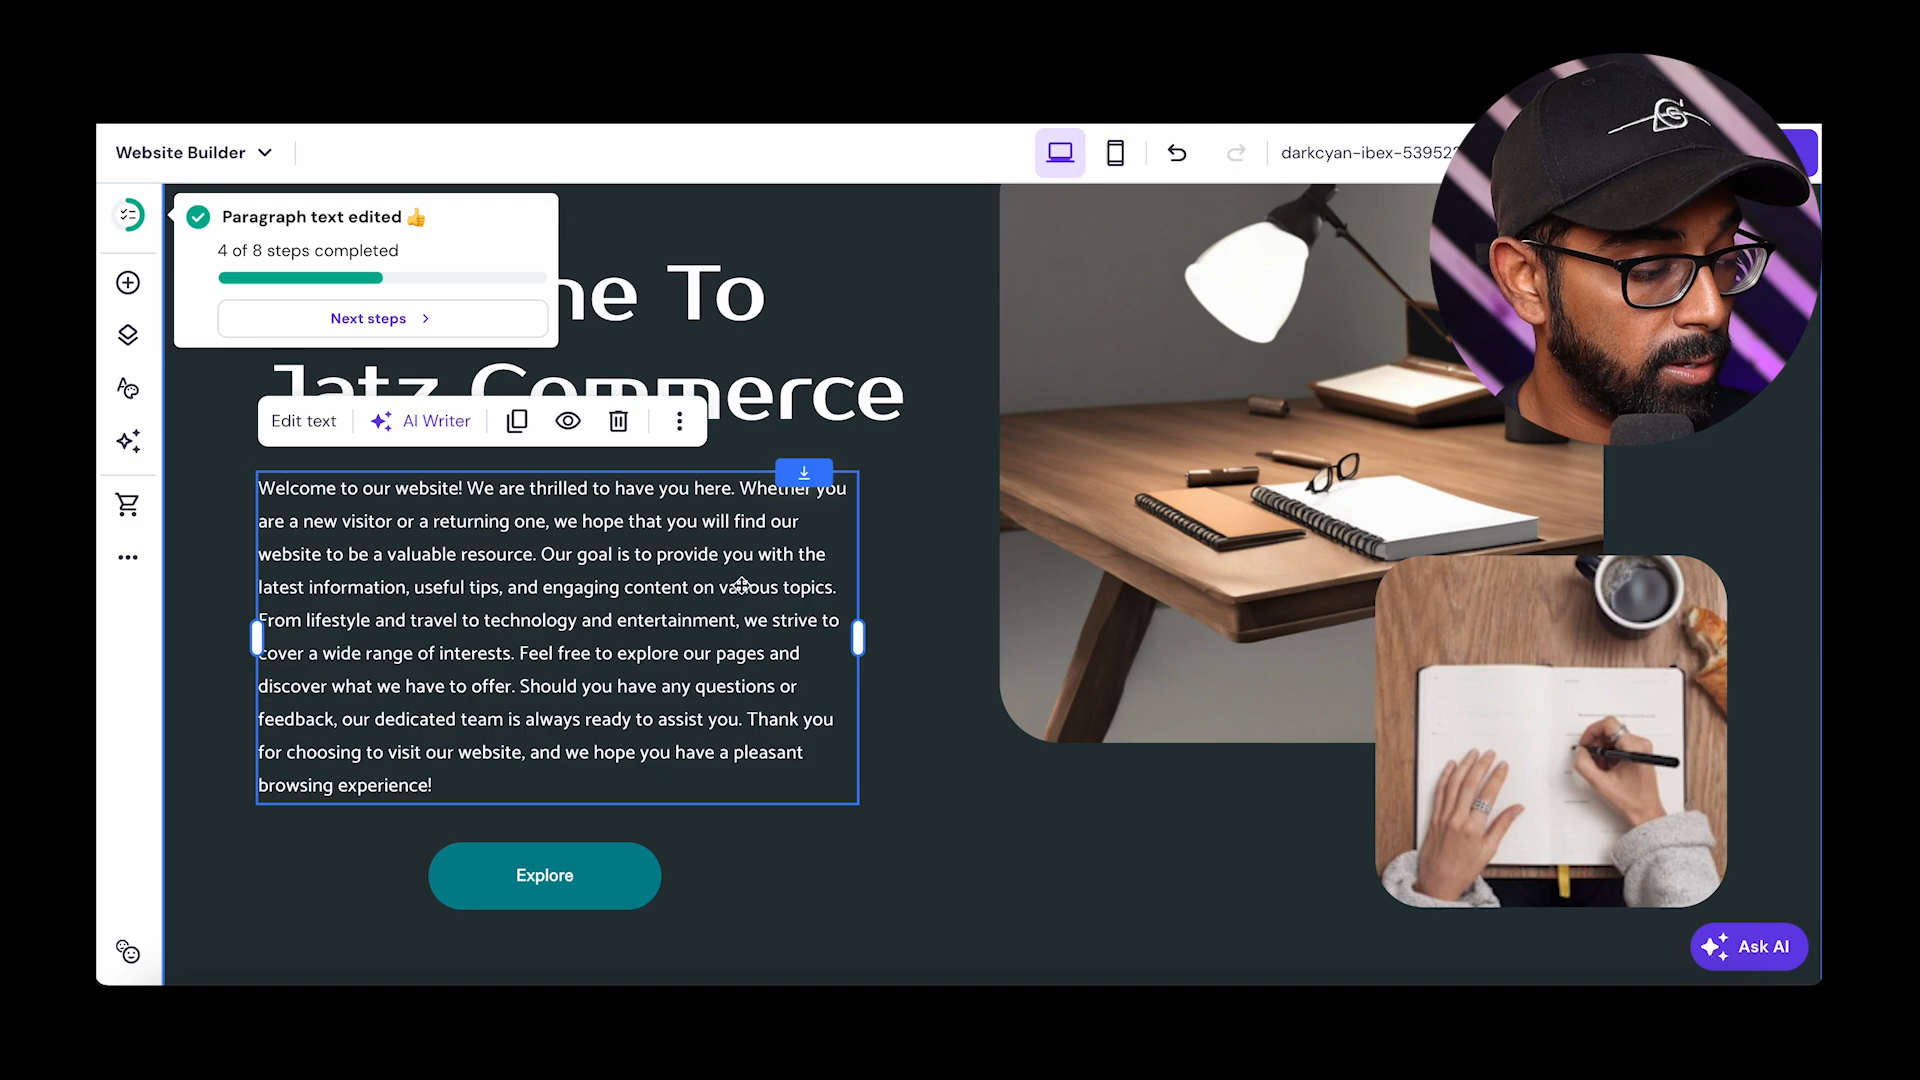 Website Builder
darkcyan-ibex-53952
Paragraph text edited 👍
4 of 8 steps completed
Next steps
To
Jatz Commerce
Edit text
AI Writer
Welcome to our website! We are thrilled to have you here. Whether you
are a new visitor or a returning one, we hope that you will find our
website to be a valuable resource. Our goal is to provide you with the
latest information, useful tips, and engaging content on various topics.
From lifestyle and travel to technology and entertainment, we strive to
cover a wide range of interests. Feel free to explore our pages and
discover what we have to offer. Should you have any questions or
feedback, our dedicated team is always ready to assist you. Thank you
for choosing to visit our website, and we hope you have a pleasant
browsing experience!
Explore
Ask AI